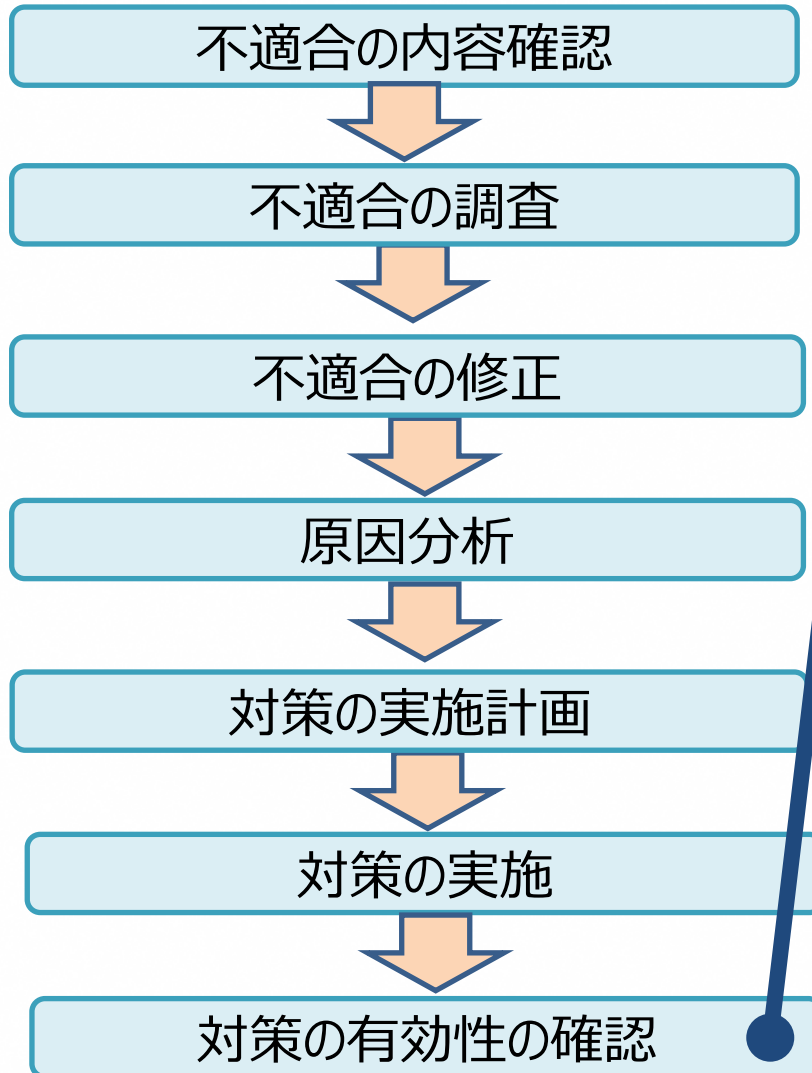 不適合の内容確認
不適合の調査
不適合の修正
原因分析
対策の実施計画
対策の実施
対策の有効性の確認